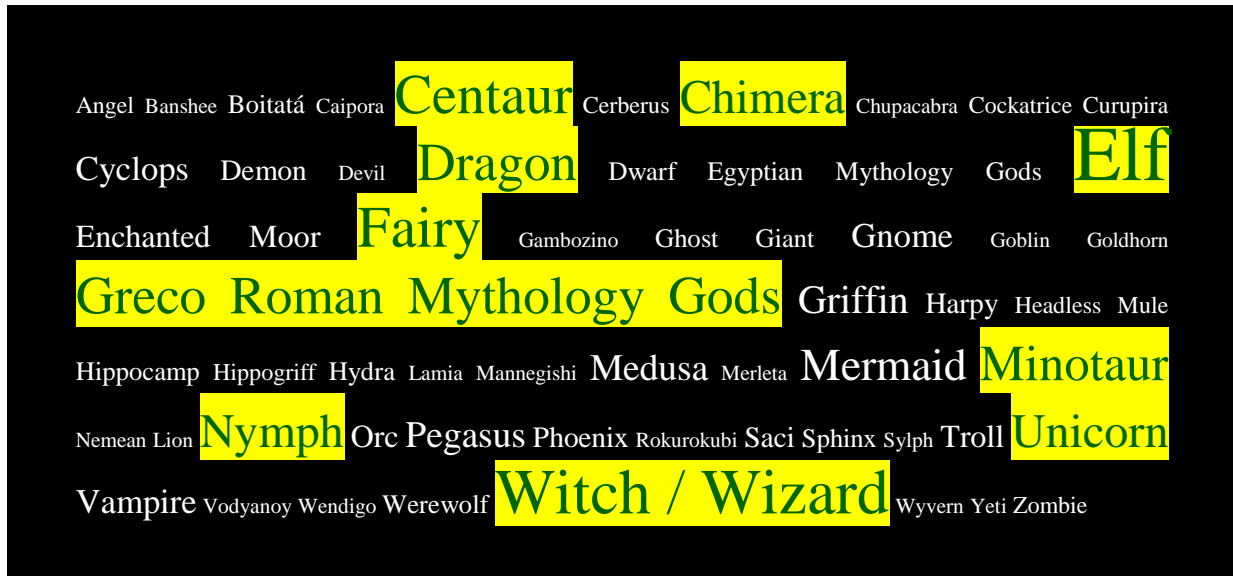 Angel Banshee Boitatá Caipora Centaur Cerberus Chimera Chupacabra Cockatrice Curupira
Cyclops Demon Devil Dragon Dwarf Egyptian Mythology Gods Elf
Enchanted Moor Fairy Gambozino Ghost Giant Gnome Goblin Goldhorn
Greco Roman Mythology Gods Griffin Harpy Headless Mule
Hippocamp Hippogriff Hydra Lamia Mannegishi Medusa Merleta Mermaid Minotaur
Nemean Lion Nymph Orc Pegasus Phoenix Rokurokubi Saci Sphinx Sylph Troll Unicorn
Vampire Vodyanoy Wendigo Werewolf Witch / Wizard Wyvern Yeti Zombie